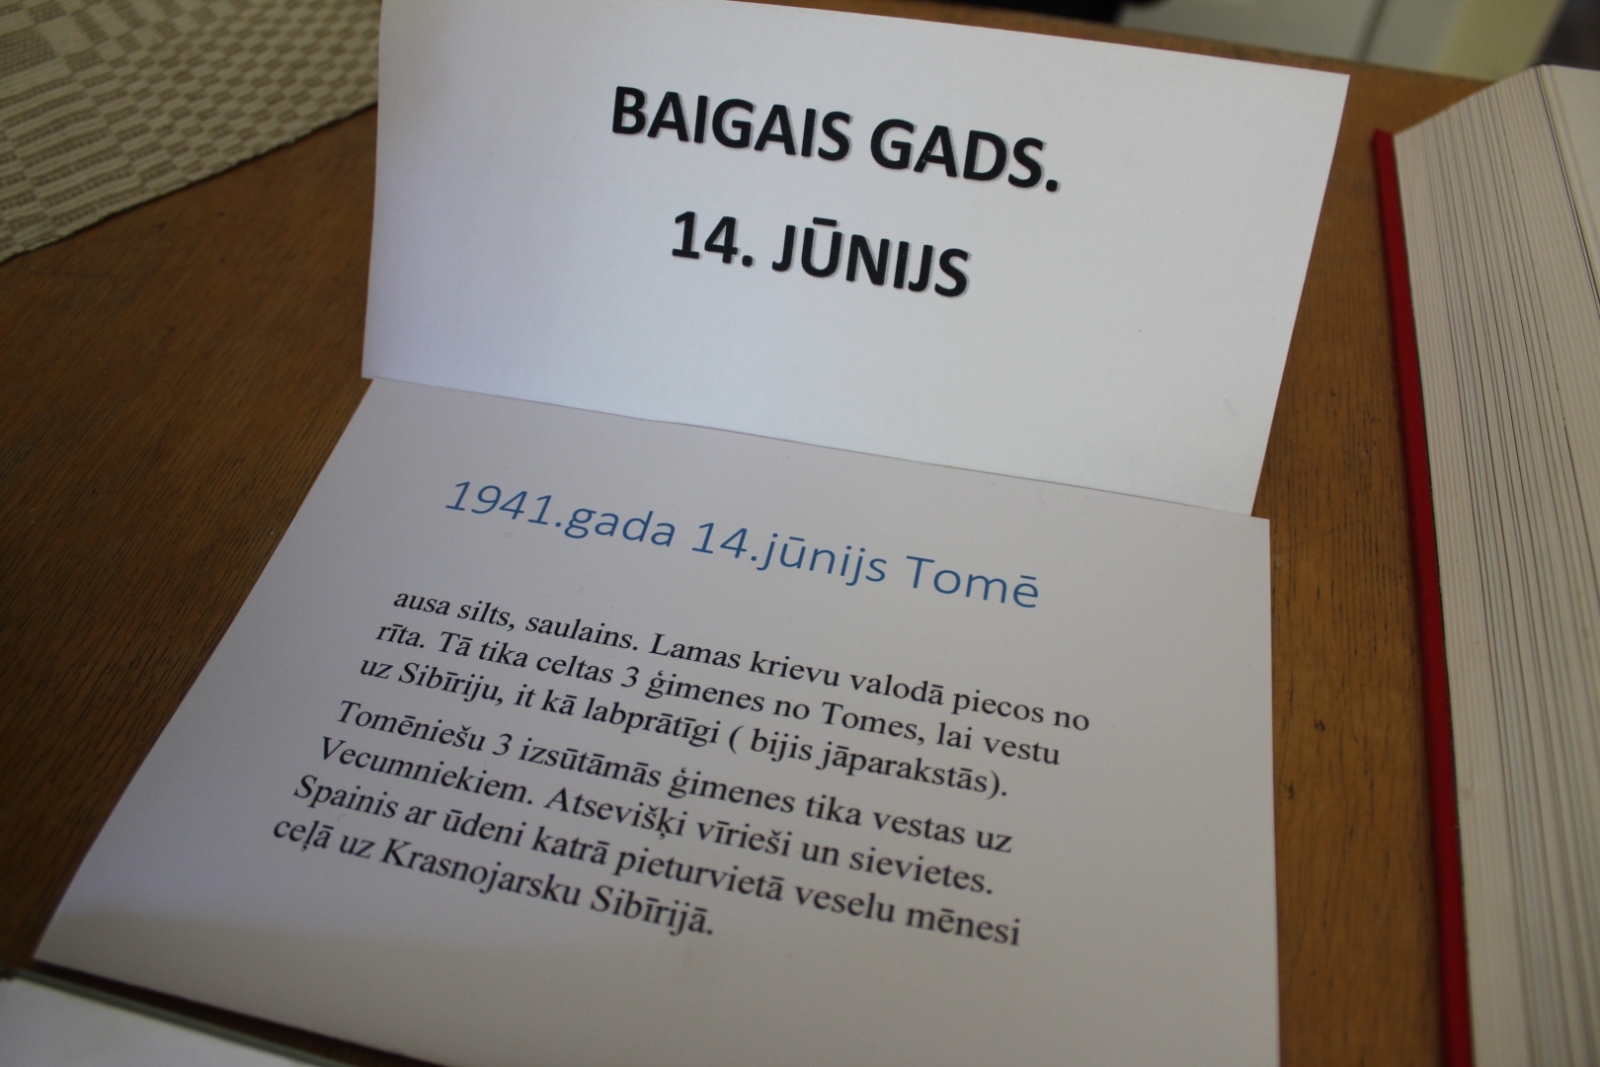 BAIGAIS GADS.
14. JŪNIJS
1941.gada 14.jūnijs Tomē
ausa silts, saulains. Lamas krievu valodā piecos no
rīta. Tā tika celtas 3 ģimenes no Tomes, lai vestu
uz Sibīriju, it kā labprātīgi ( bijis jāparakstās).
Tomēniešu 3 izsūtāmās ģimenes tika vestas uz
Vecumniekiem. Atsevišķi vīrieši un sievietes.
Spainis ar ūdeni katrā pieturvietā veselu mēnesi
ceļā uz Krasnojarsku Sibīrijā.